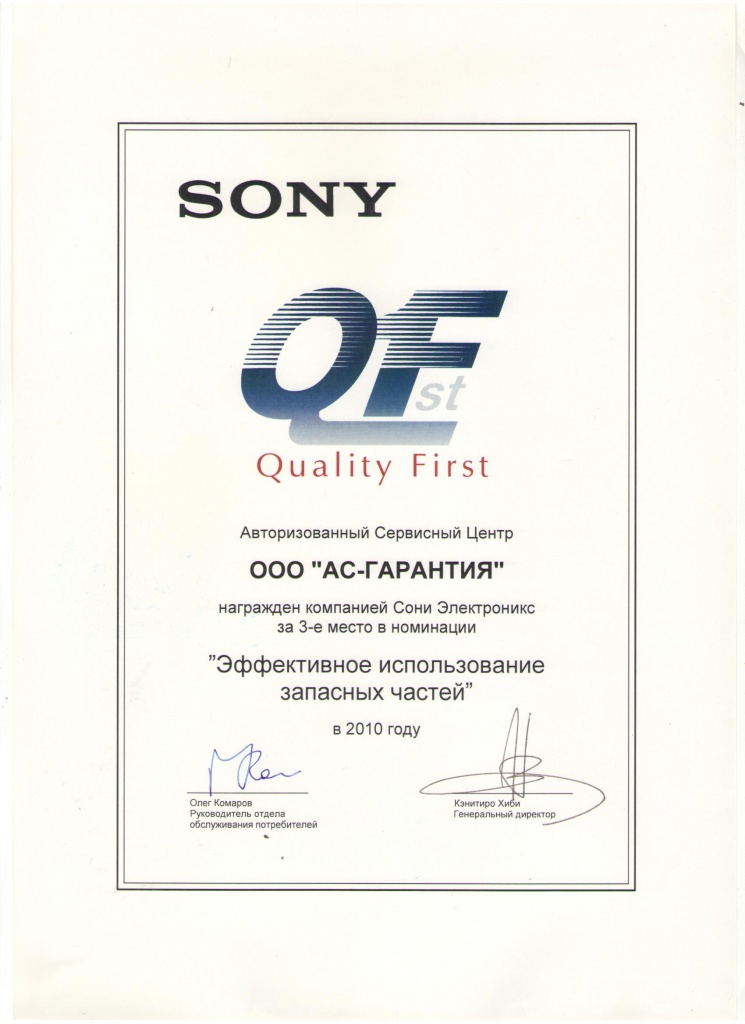 SONY
QFst
Quality First
Авторизованный Сервисный Центр
ООО "АС-ГАРАНТИЯ"
награжден компанией Сони Электроникс
за 3-е место в номинации
”Эффективное использование
запасных частей”
в 2010 году
Олег Комаров
Руководитель отдела
обслуживания потребителей
Кэнитиро Хиби
Генеральный директор